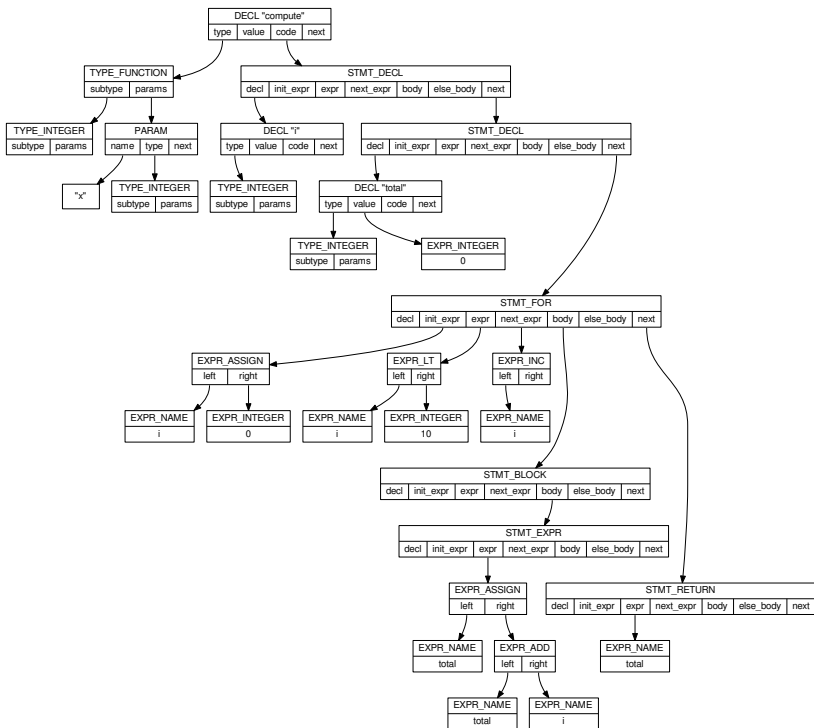 DECL "compute"
type value code next
TYPE_FUNCTION
subtype params
STMT_DECL
decl init_expr expr next_expr body else_body next
TYPE_INTEGER
subtype params
PARAM
name type next
DECL "i"
type value code next
STMT_DECL
decl init_expr expr next_expr body else_body next
"x"
TYPE_INTEGER
subtype params
TYPE_INTEGER
subtype params
DECL "total"
type value code next
TYPE_INTEGER
subtype params
EXPR_INTEGER
0
STMT_FOR
decl init_expr expr next_expr body else_body next
EXPR_ASSIGN
left right
EXPR_LT
left right
EXPR_INC
left right
EXPR_NAME
i
EXPR_INTEGER
0
EXPR_NAME
i
EXPR_INTEGER
10
EXPR_NAME
i
STMT_BLOCK
decl init_expr expr next_expr body else_body next
STMT_EXPR
decl init_expr expr next_expr body else_body next
EXPR_ASSIGN
left right
STMT_RETURN
decl init_expr expr next_expr body else_body next
EXPR_NAME
total
EXPR_ADD
left right
EXPR_NAME
total
EXPR_NAME
total
EXPR_NAME
i